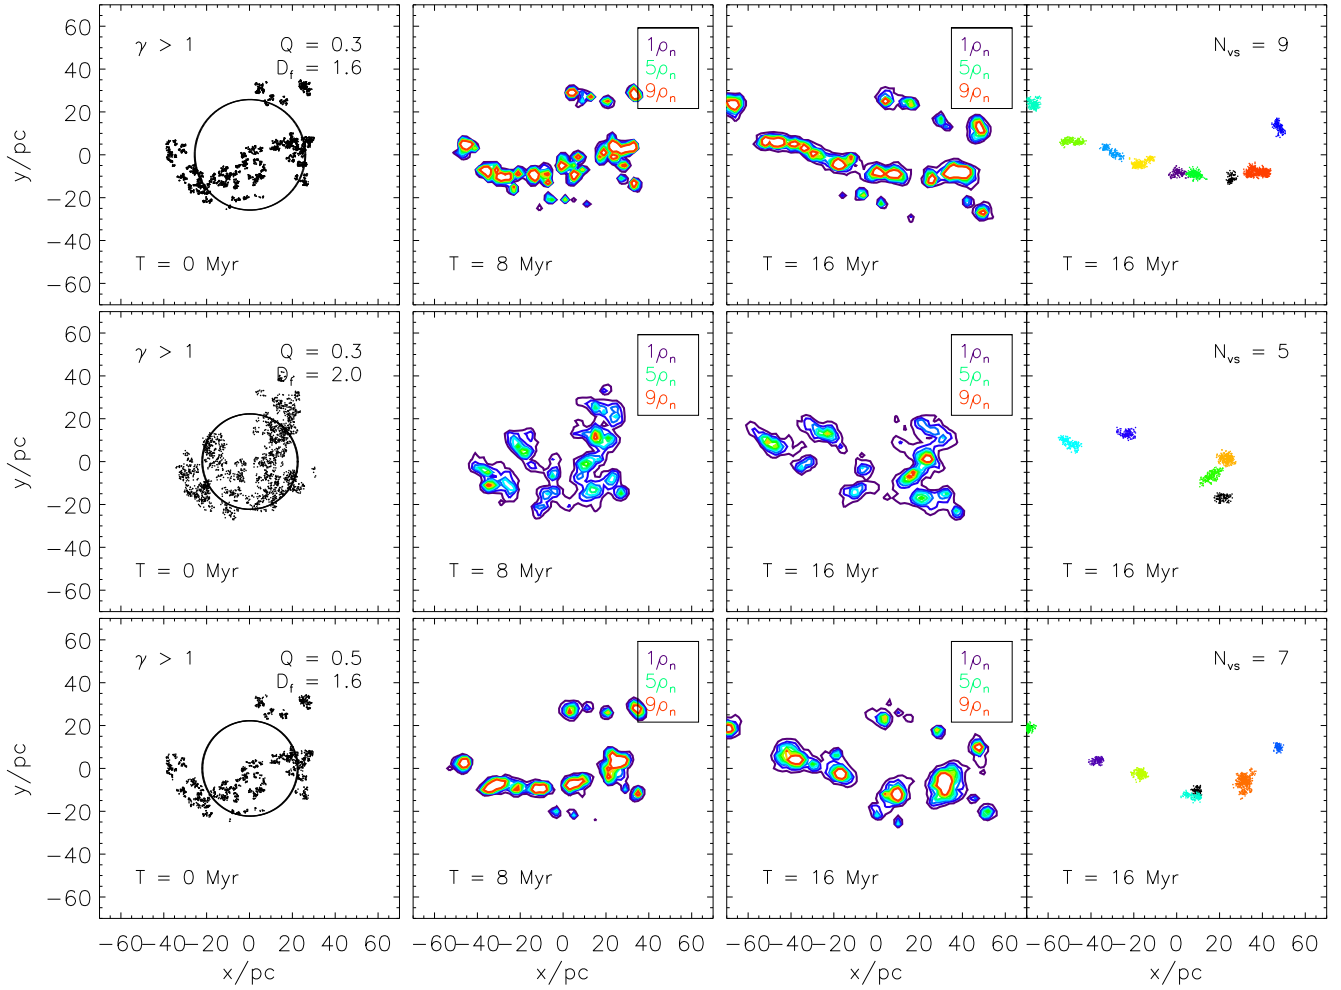 60
40
20
0
−20
−40
−60
y/pc
γ > 1
Q = 0.3
D_f = 1.6
T = 0 Myr
1ρ_n
5ρ_n
9ρ_n
T = 8 Myr
1ρ_n
5ρ_n
9ρ_n
T = 16 Myr
N_vs = 9
T = 16 Myr
60
40
20
0
−20
−40
−60
y/pc
γ > 1
Q = 0.3
D_f = 2.0
T = 0 Myr
1ρ_n
5ρ_n
9ρ_n
T = 8 Myr
1ρ_n
5ρ_n
9ρ_n
T = 16 Myr
N_vs = 5
T = 16 Myr
60
40
20
0
−20
−40
−60
y/pc
γ > 1
Q = 0.5
D_f = 1.6
T = 0 Myr
1ρ_n
5ρ_n
9ρ_n
T = 8 Myr
1ρ_n
5ρ_n
9ρ_n
T = 16 Myr
N_vs = 7
T = 16 Myr
−60−40−20 0 20 40 60
x/pc
−60−40−20 0 20 40 60
x/pc
−60−40−20 0 20 40 60
x/pc
−60−40−20 0 20 40 60
x/pc